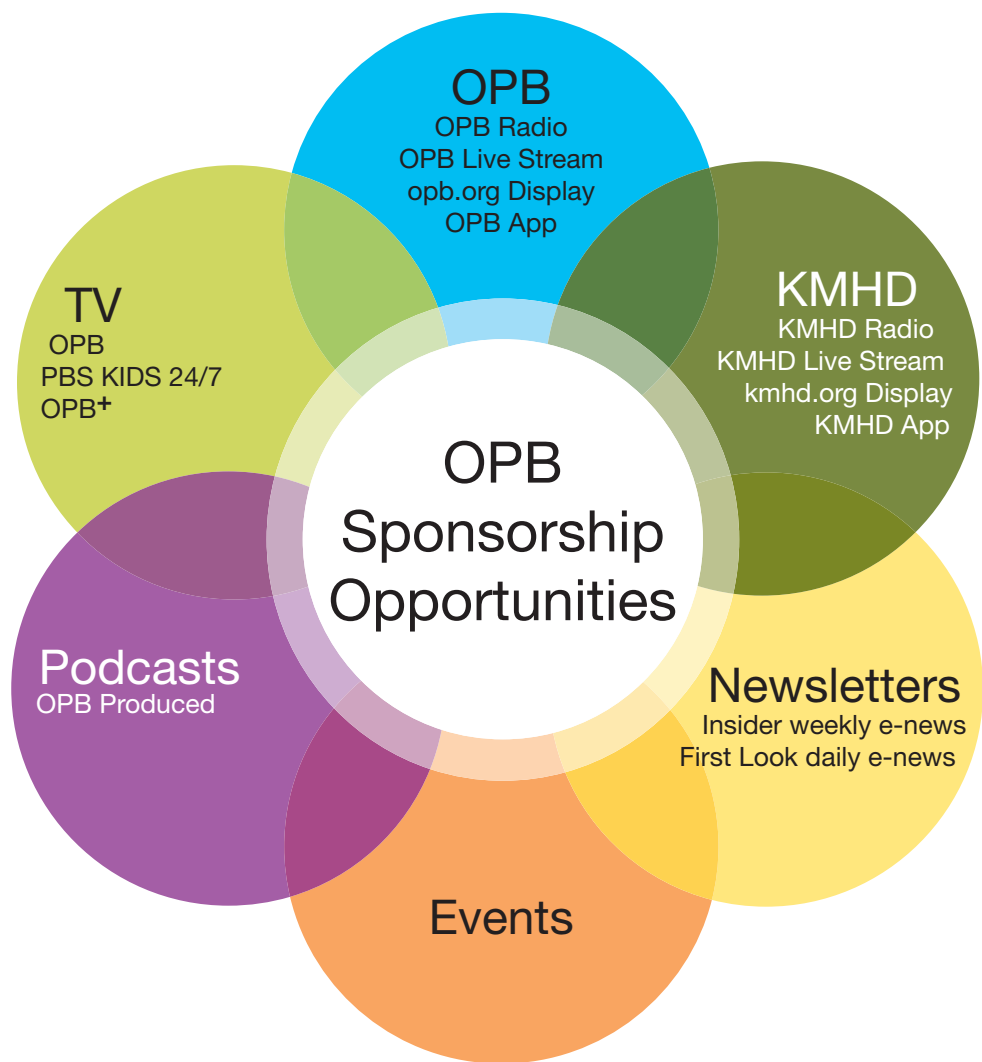 OPB
OPB Radio
OPB Live Stream
opb.org Display
OPB App
KMHD
KMHD Radio
KMHD Live Stream
kmhd.org Display
KMHD App
TV
OPB
PBS KIDS 24/7
OPB+
OPB
Sponsorship
Opportunities
Podcasts
OPB Produced
Newsletters
Insider weekly e-news
First Look daily e-news
Events